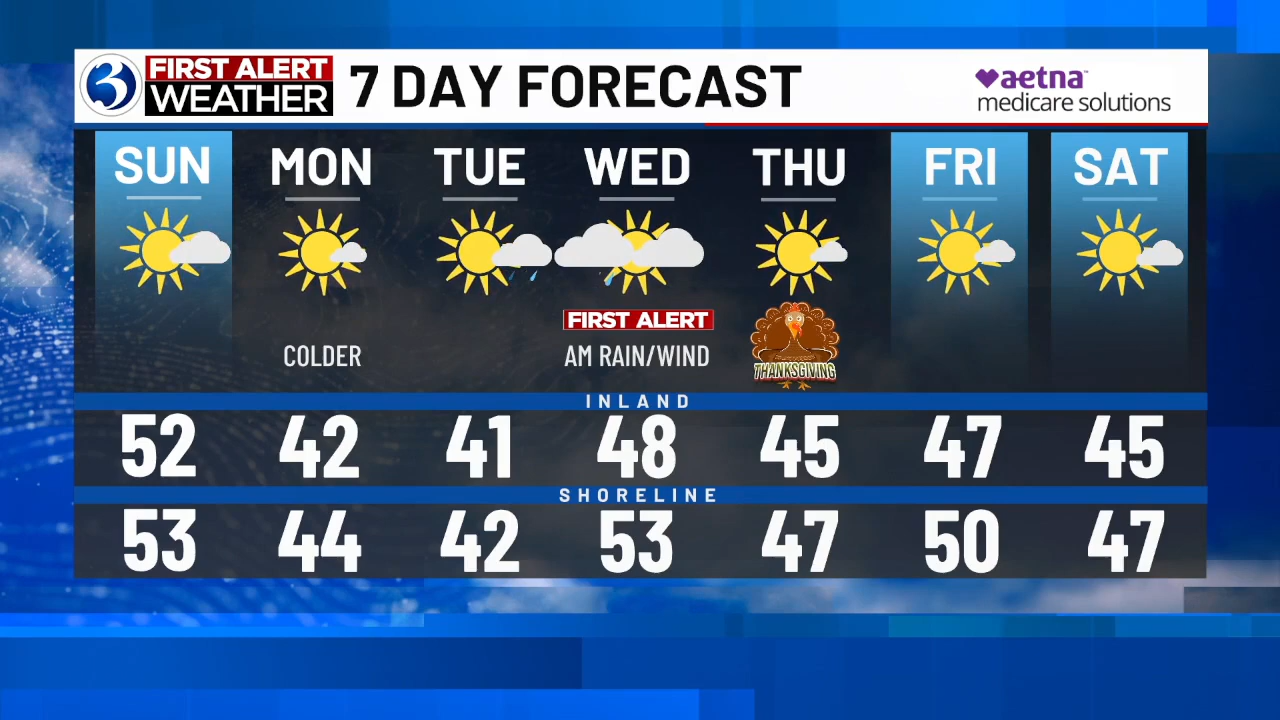 3 FIRST ALERT
WEATHER
7 DAY FORECAST
aetna™
medicare solutions
SUN MON TUE WED THU FRI SAT
FIRST ALERT
COLDER
AM RAIN/WIND
THANKSGIVING
INLAND
52 42 41 48 45 47 45
SHORELINE
53 44 42 53 47 50 47